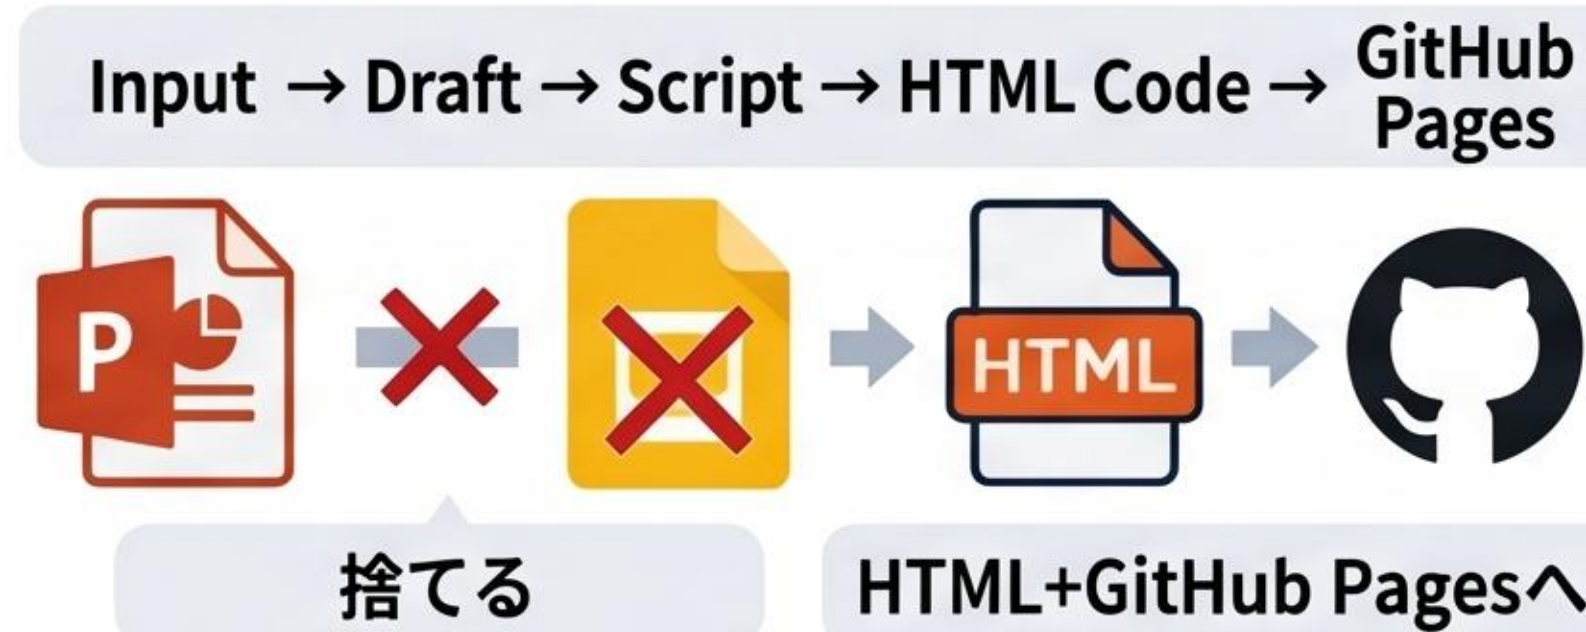 Input → Draft → Script → HTML Code → GitHub Pages
P
HTML
捨てる
HTML+GitHub Pagesへ